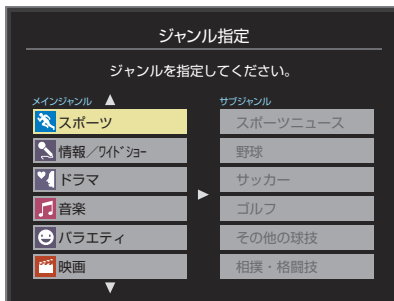 ジャンル指定
ジャンルを指定してください。
メインジャンル
スポーツ
情報／ワイドショー
ドラマ
音楽
バラエティ
映画
サブジャンル
スポーツニュース
野球
サッカー
ゴルフ
その他の球技
相撲・格闘技